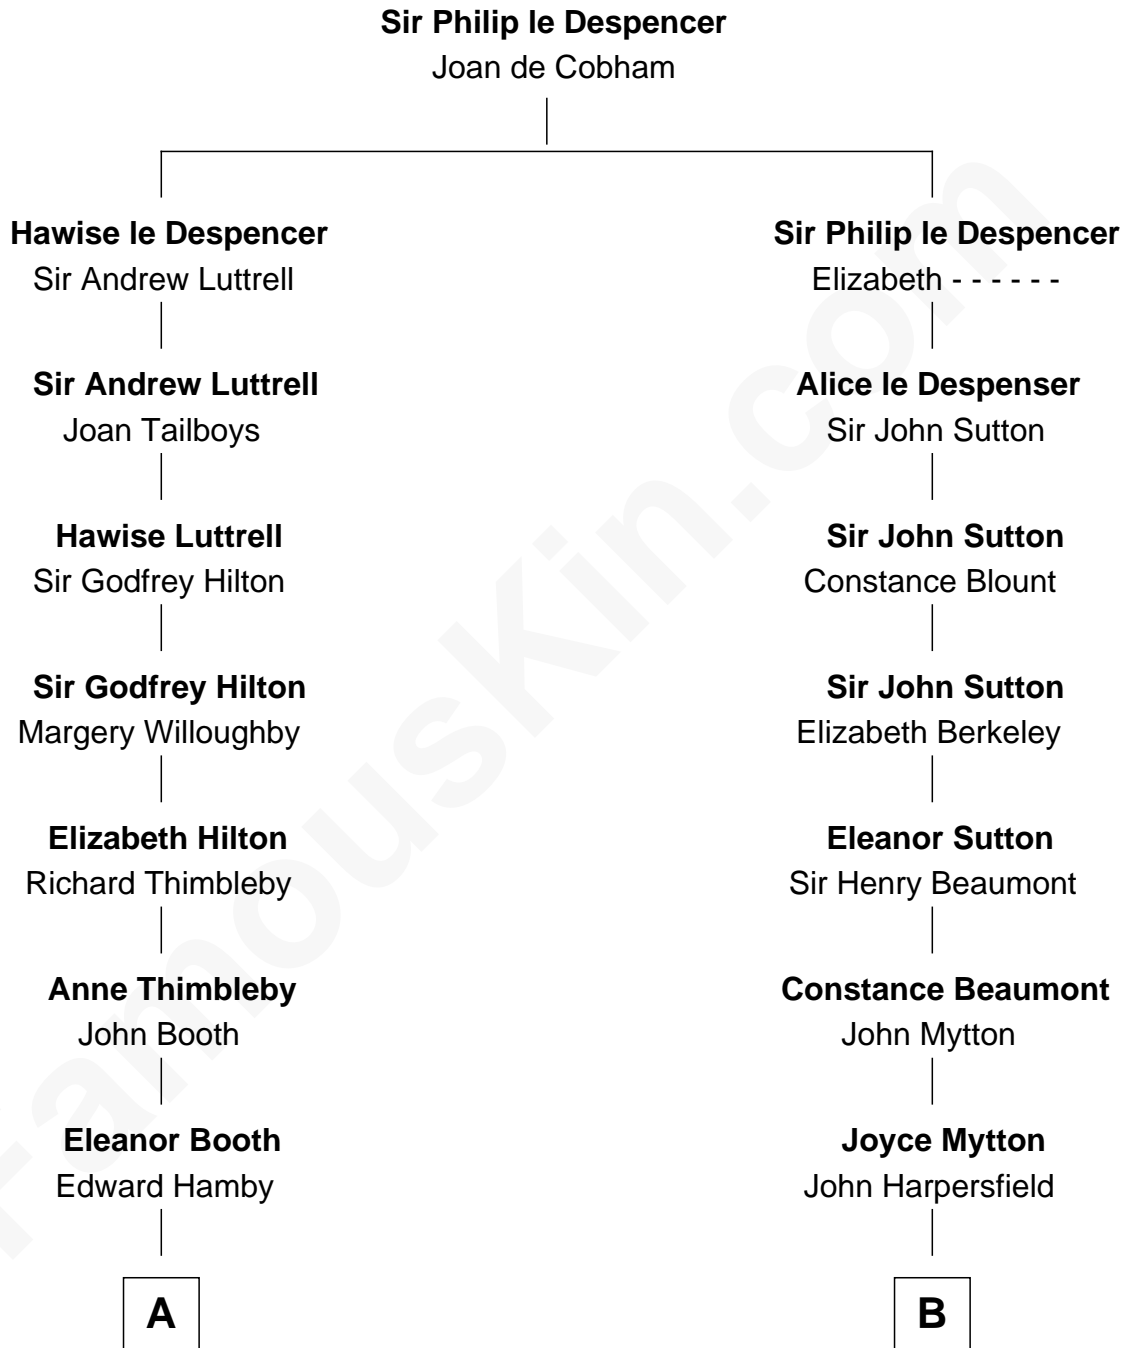 Sir Philip le Despencer
Joan de Cobham
Hawise le Despencer
Sir Andrew Luttrell
Sir Philip le Despencer
Elizabeth - - - - - -
Sir Andrew Luttrell
Joan Tailboys
Alice le Despenser
Sir John Sutton
Hawise Luttrell
Sir Godfrey Hilton
Sir John Sutton
Constance Blount
Sir Godfrey Hilton
Margery Willoughby
Sir John Sutton
Elizabeth Berkeley
Elizabeth Hilton
Richard Thimbleby
Eleanor Sutton
Sir Henry Beaumont
Anne Thimbleby
John Booth
Constance Beaumont
John Mytton
Eleanor Booth
Edward Hamby
Joyce Mytton
John Harpersfield
A
B
FamousKin.com